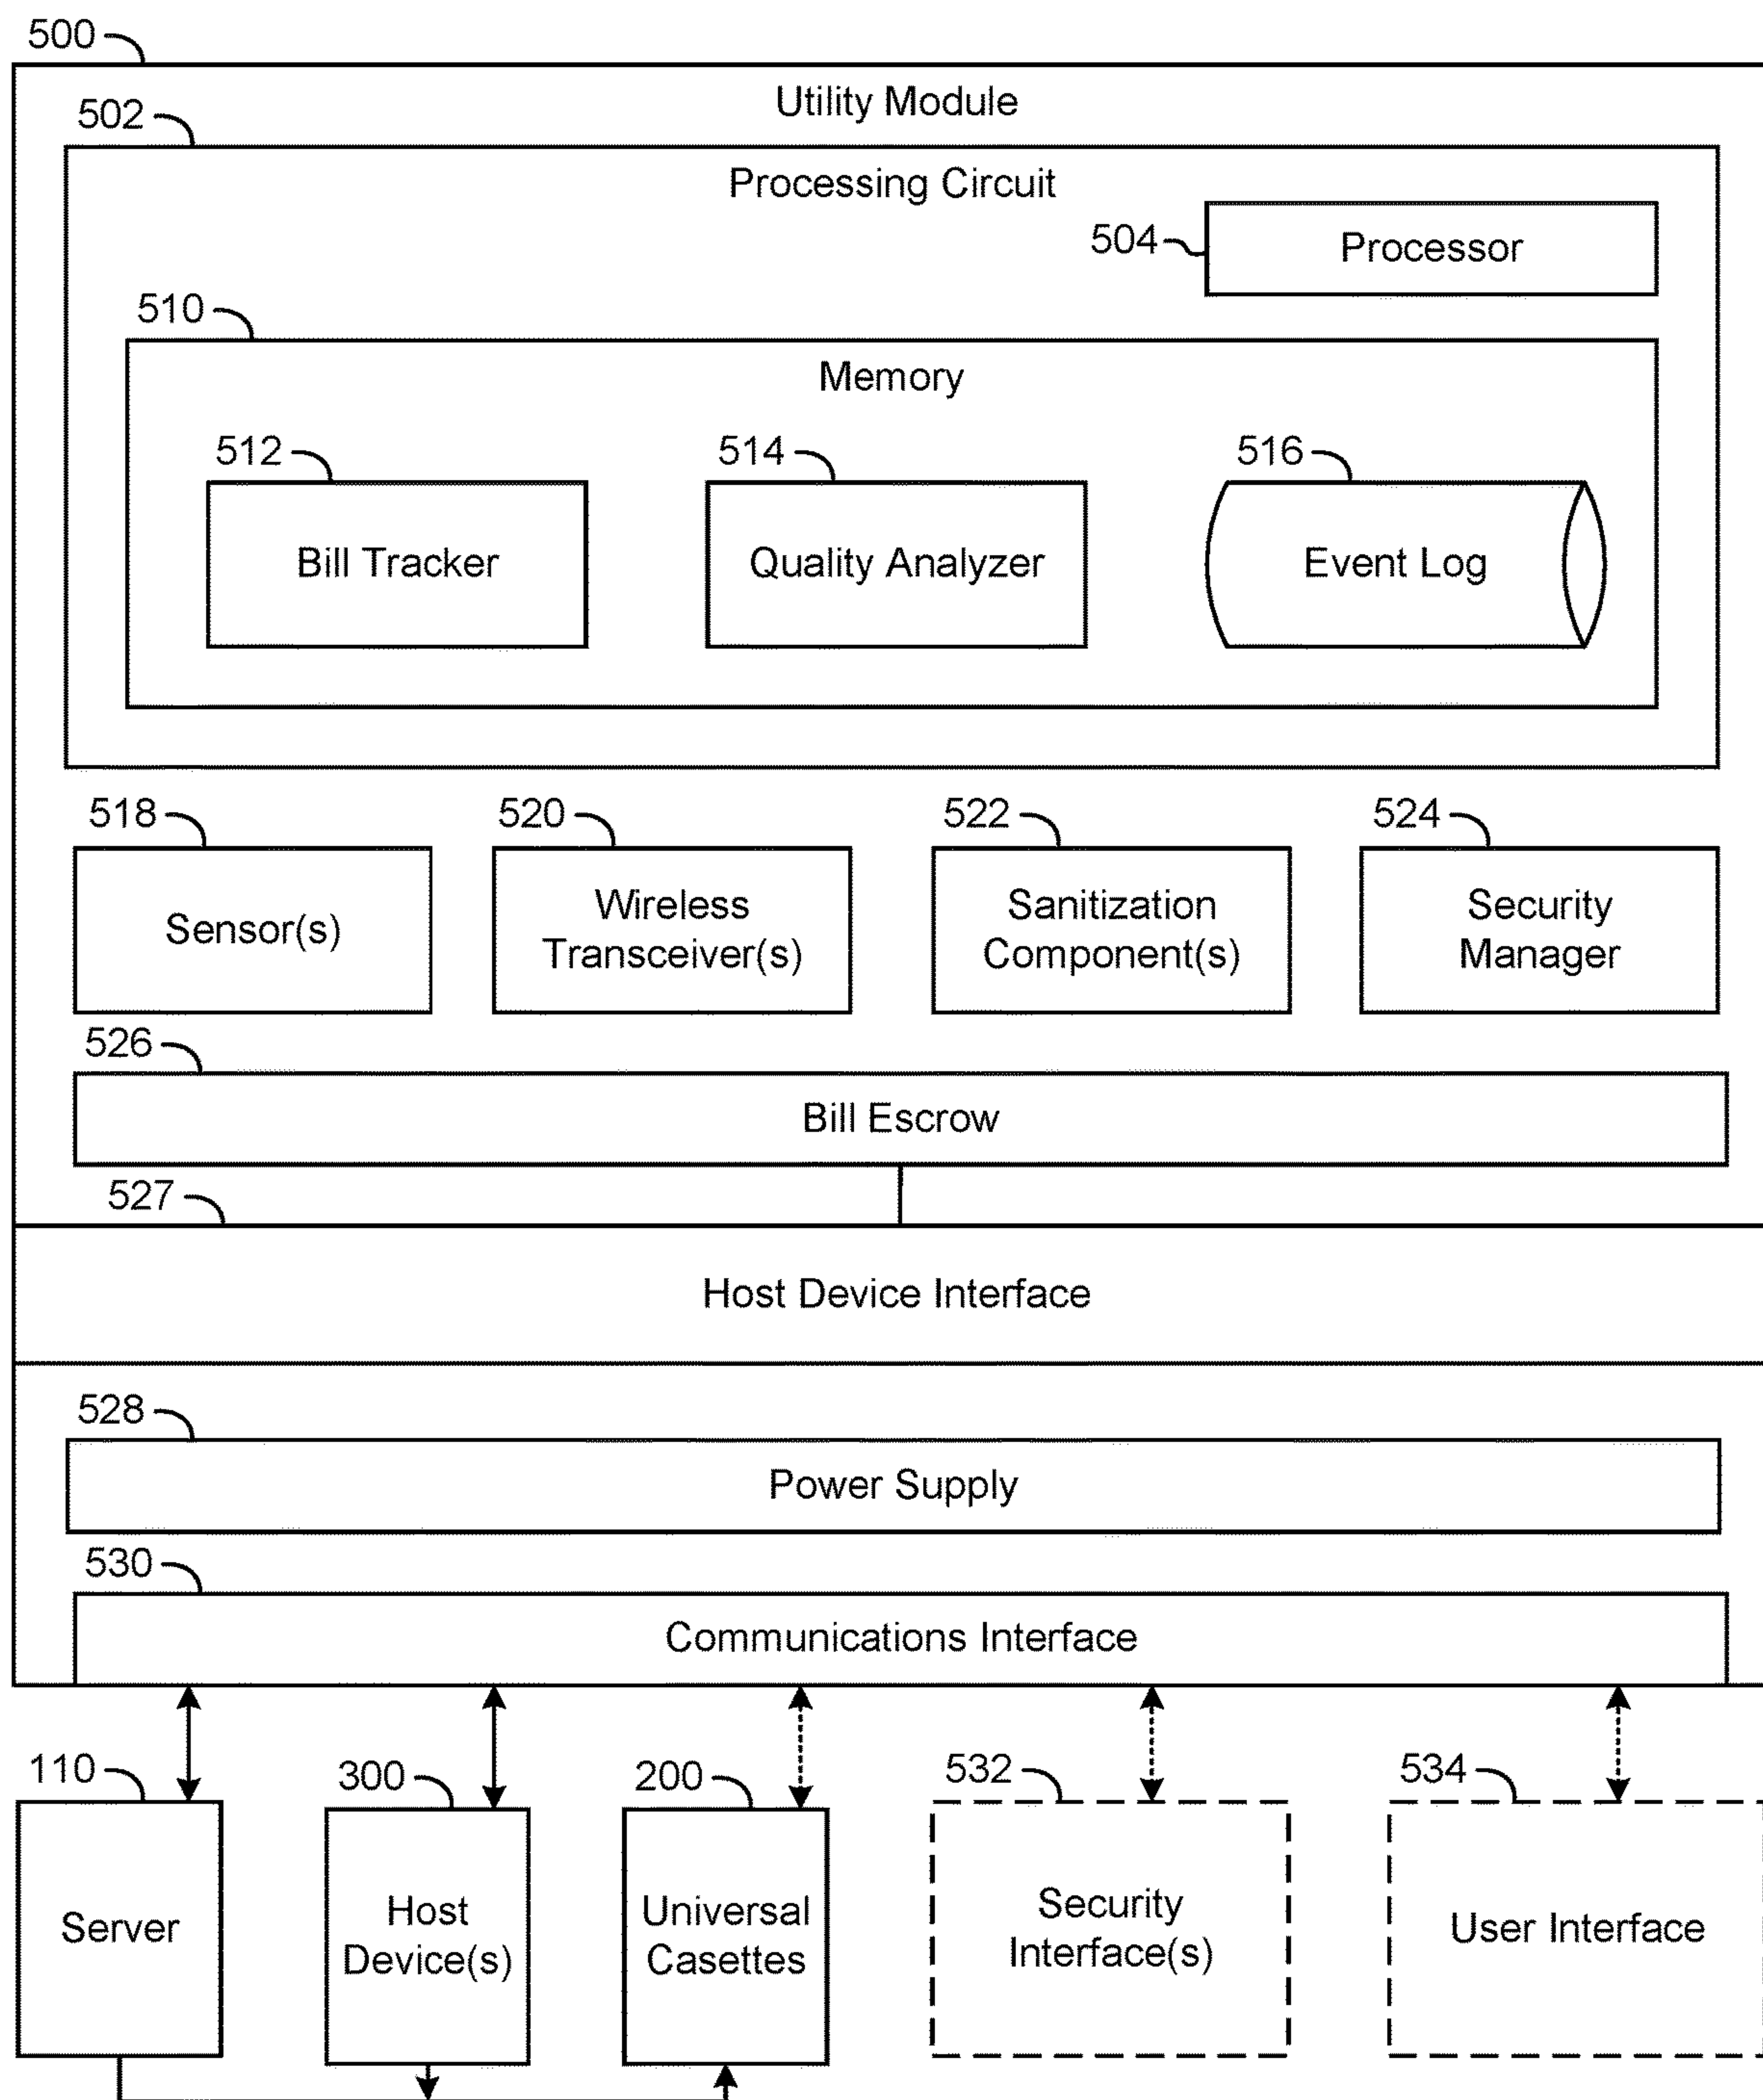 500
Utility Module
502
Processing Circuit
504
Processor
510
Memory
512
514
516
Bill Tracker
Quality Analyzer
Event Log
518
520
522
524
Sensor(s)
Wireless
Transceiver(s)
Sanitization
Component(s)
Security
Manager
526
Bill Escrow
527
Host Device Interface
528
Power Supply
530
Communications Interface
110
300
200
532
534
Server
Host
Device(s)
Universal
Casettes
Security
Interface(s)
User Interface